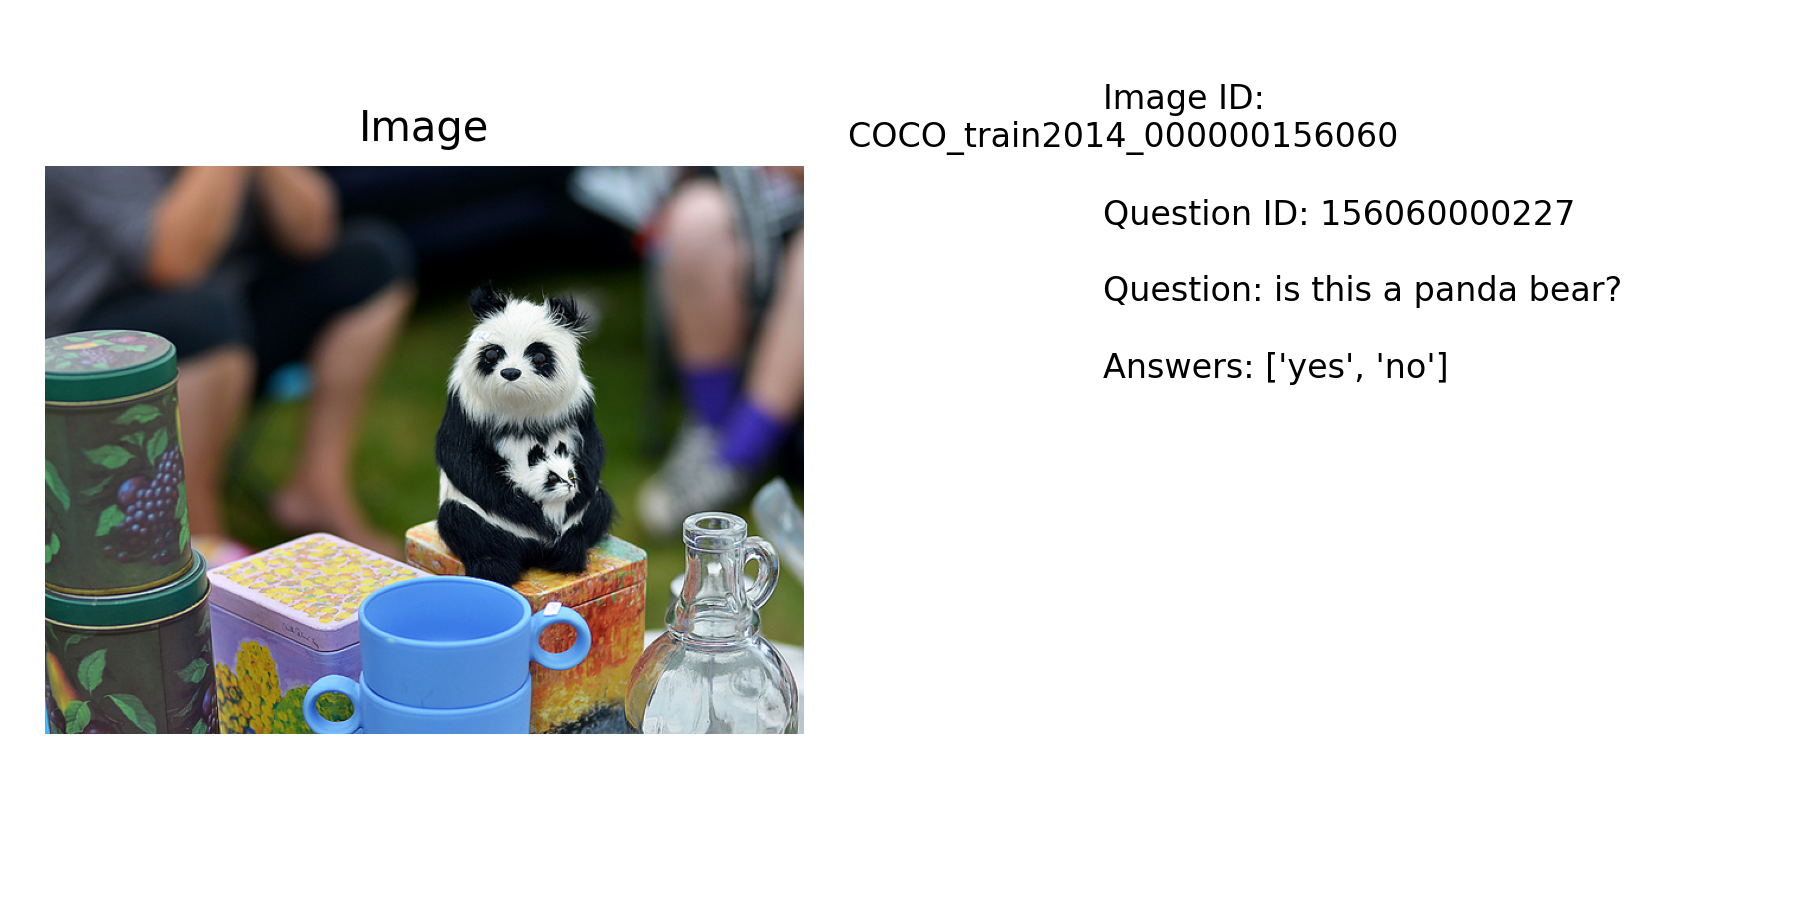 Image
Image ID:
COCO_train2014_000000156060
Question ID: 156060000227
Question: is this a panda bear?
Answers: ['yes', 'no']